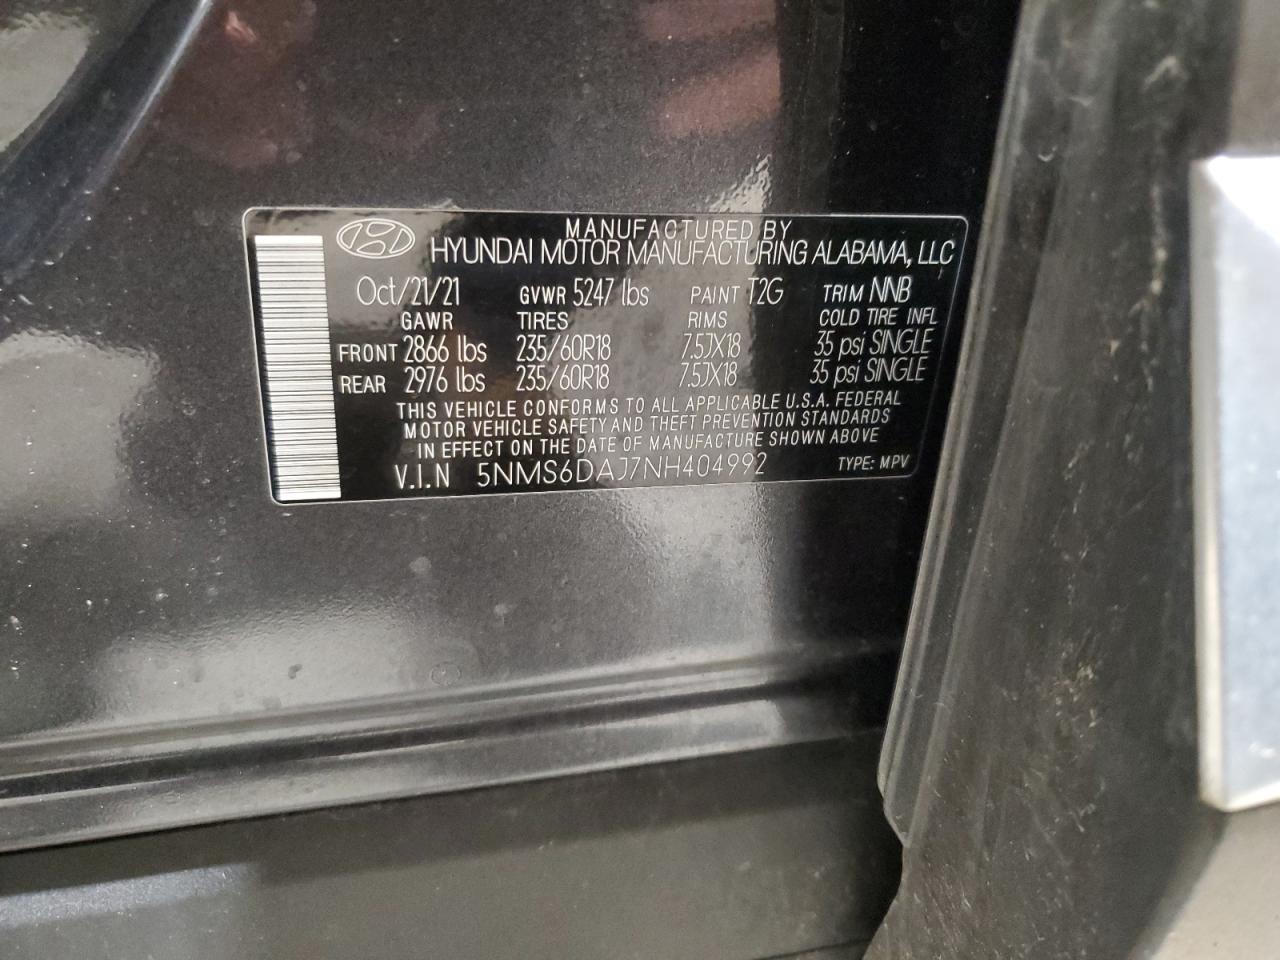 MANUFACTURED BY
HYUNDAI MOTOR MANUFACTURING ALABAMA, LLC
Oct/21/21 GVWR 5247 lbs PAINT T2G TRIM NNB
GAWR TIRES RIMS COLD TIRE INFL
FRONT 2866 lbs 235/60R18 7.5JX18 35 psi SINGLE
REAR 2976 lbs 235/60R18 7.5JX18 35 psi SINGLE
THIS VEHICLE CONFORMS TO ALL APPLICABLE U.S.A. FEDERAL
MOTOR VEHICLE SAFETY AND THEFT PREVENTION STANDARDS
IN EFFECT ON THE DATE OF MANUFACTURE SHOWN ABOVE
V.I.N 5NMS6DAJ7NH404992 TYPE: MPV